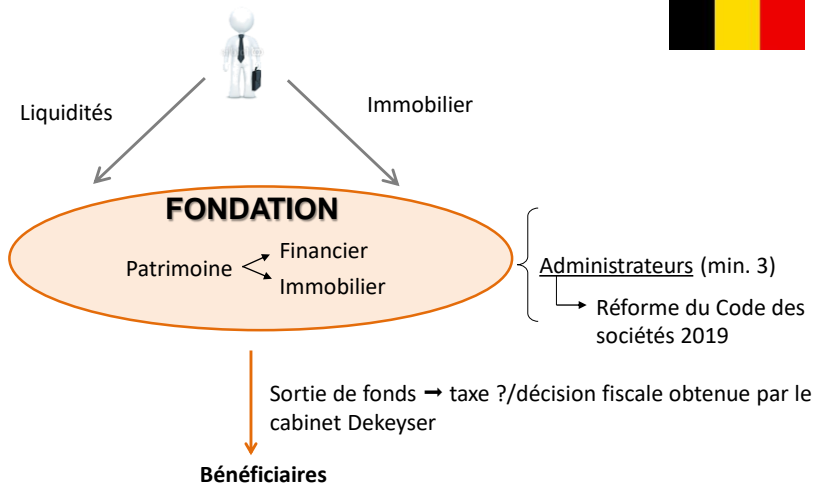 Liquidités
Immobilier
FONDATION
Patrimoine
Financier
Immobilier
Administrateurs (min. 3)
Réforme du Code des
sociétés 2019
Sortie de fonds ➞ taxe ?/décision fiscale obtenue par le
cabinet Dekeyser
Bénéficiaires